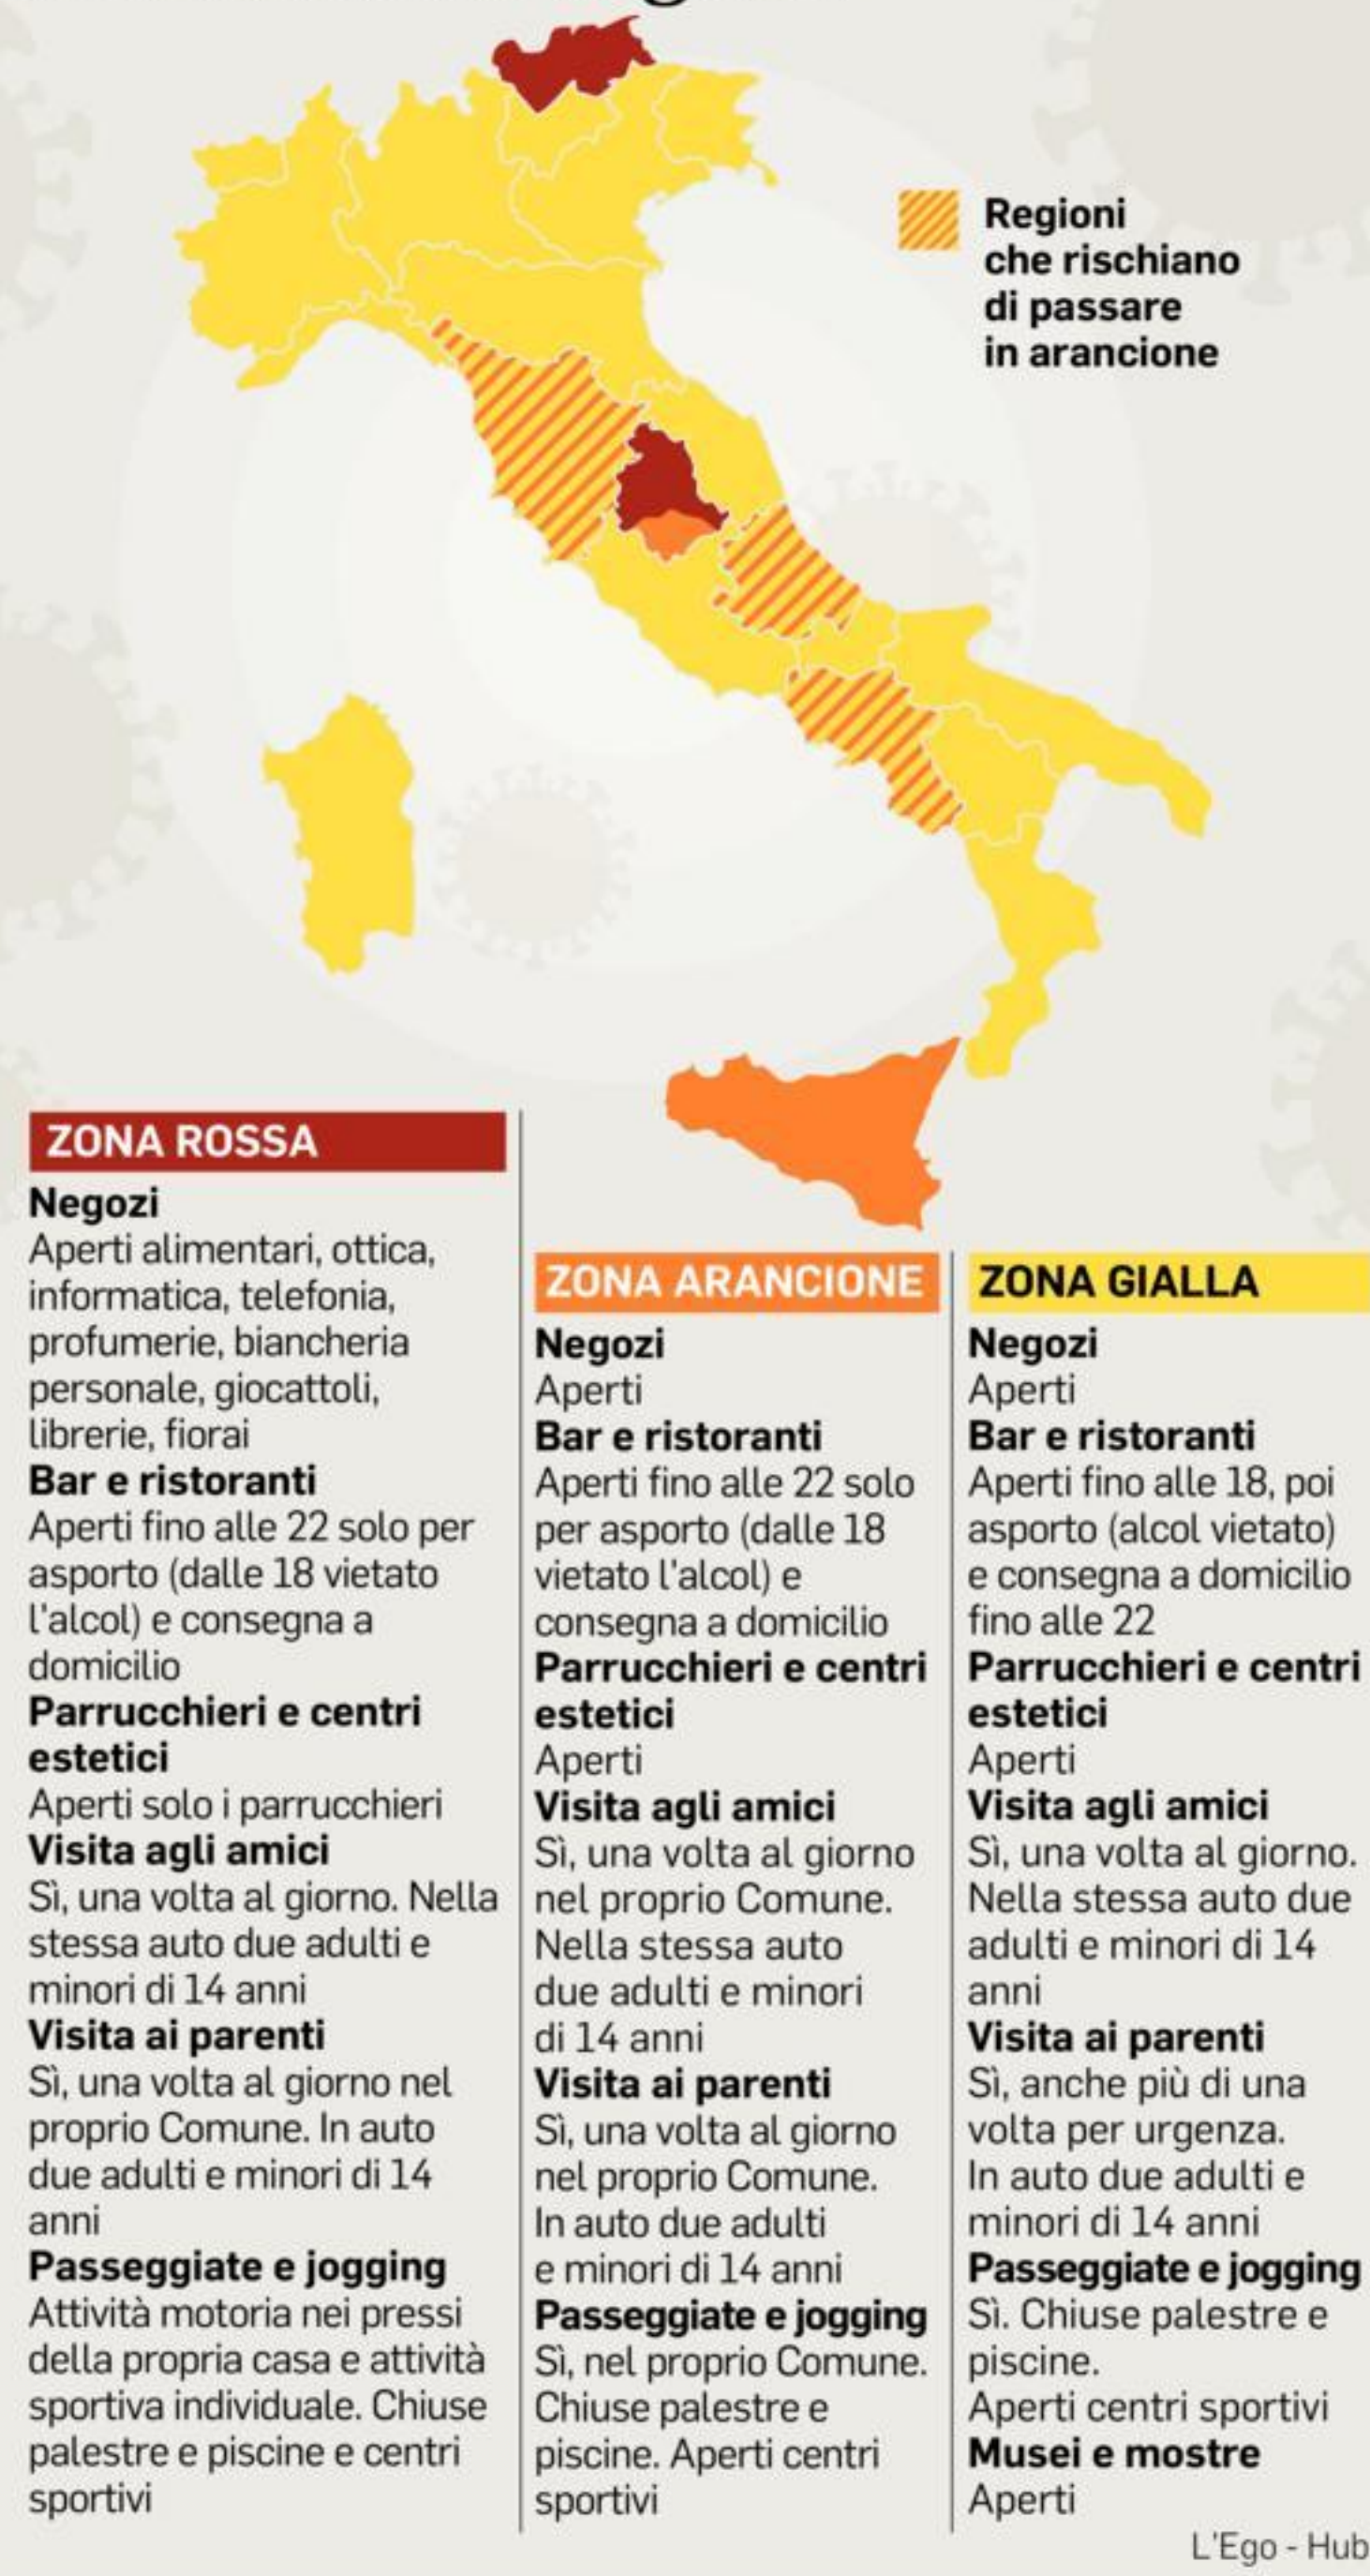 Regioni
che rischiano
di passare
in arancione
ZONA ROSSA
Negozi
Aperti alimentari, ottica,
informatica, telefonia,
profumerie, biancheria
personale, giocattoli,
librerie, fiorai
Bar e ristoranti
Aperti fino alle 22 solo per
asporto (dalle 18 vietato
l'alcol) e consegna a
domicilio
Parrucchieri e centri
estetici
Aperti solo i parrucchieri
Visita agli amici
Sì, una volta al giorno. Nella
stessa auto due adulti e
minori di 14 anni
Visita ai parenti
Sì, una volta al giorno nel
proprio Comune. In auto
due adulti e minori di 14
anni
Passeggiate e jogging
Attività motoria nei pressi
della propria casa e attività
sportiva individuale. Chiuse
palestre e piscine e centri
sportivi
ZONA ARANCIONE
Negozi
Aperti
Bar e ristoranti
Aperti fino alle 22 solo
per asporto (dalle 18
vietato l'alcol) e
consegna a domicilio
Parrucchieri e centri
estetici
Aperti
Visita agli amici
Sì, una volta al giorno
nel proprio Comune.
Nella stessa auto
due adulti e minori
di 14 anni
Visita ai parenti
Sì, una volta al giorno
nel proprio Comune.
In auto due adulti
e minori di 14 anni
Passeggiate e jogging
Sì, nel proprio Comune.
Chiuse palestre e
piscine. Aperti centri
sportivi
ZONA GIALLA
Negozi
Aperti
Bar e ristoranti
Aperti fino alle 18, poi
asporto (alcol vietato)
e consegna a domicilio
fino alle 22
Parrucchieri e centri
estetici
Aperti
Visita agli amici
Sì, una volta al giorno.
Nella stessa auto due
adulti e minori di 14
anni
Visita ai parenti
Sì, anche più di una
volta per urgenza.
In auto due adulti e
minori di 14 anni
Passeggiate e jogging
Sì. Chiuse palestre e
piscine.
Aperti centri sportivi
Musei e mostre
Aperti
L'Ego - Hub